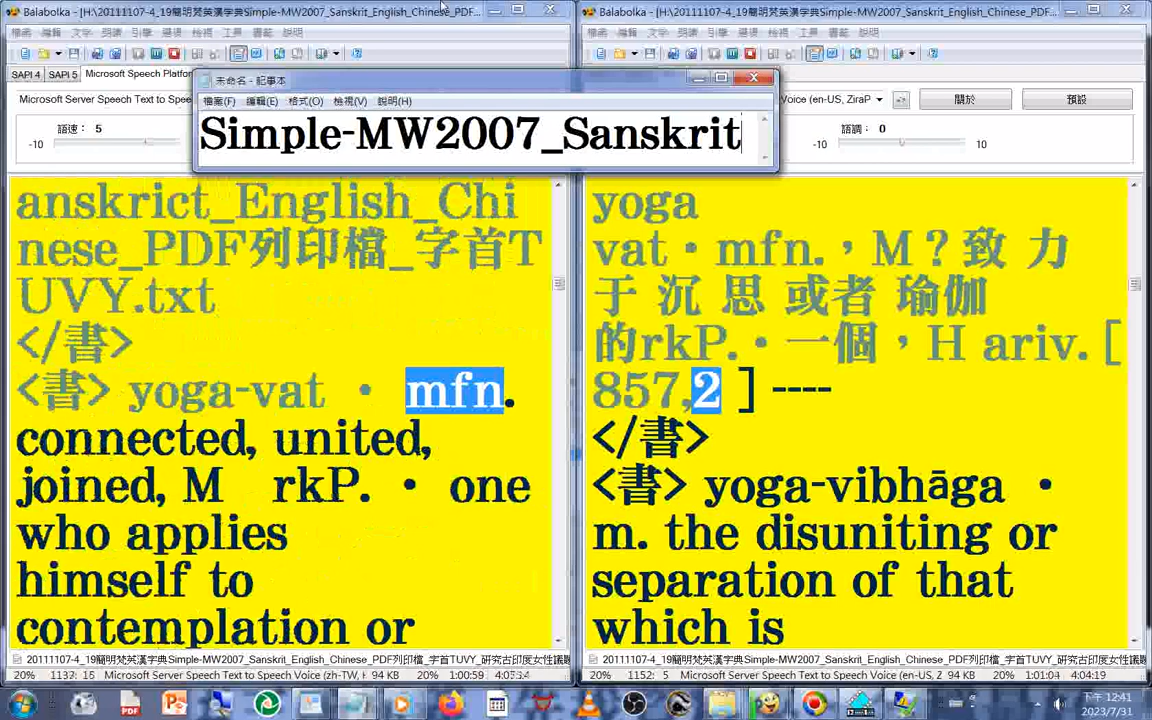 Balabolka - [H:\20111107-4_19簡明梵英漢字典Simple-MW2007_Sanskrit_English_Chinese_PDF...
Balabolka - [H:\20111107-4_19簡明梵英漢字典Simple-MW2007_Sanskrit_English_Chinese_PDF...
SAPI 4 SAPI 5 Microsoft Speech Platfo
未命名 - 記事本
檔案(F) 編輯(E) 格式(O) 檢視(V) 說明(H)
Simple-MW2007_Sanskrit
Microsoft Server Speech Text to Spee
Voice (en-US, ZiraP 關於 預設
語速： 5
-10
語調： 0
-10 10
anskrict_English_Chi
nese_PDF列印檔_字首T
UVY.txt
</書>
<書> yoga-vat • mfn.
connected, united,
joined, M rkP. • one
who applies
himself to
contemplation or
yoga
vat • mfn.，M？致 力
于 沉 思 或者 瑜伽
的rkP. • 一個，H ariv. [
857,2 ] ----
</書>
<書> yoga-vibhāga •
m. the disuniting or
separation of that
which is
20111107-4_19簡明梵英漢字典Simple-MW2007_Sanskrit_English_Chinese_PDF列印檔_字首TUVY_研究古印度女性議題
20111107-4_19簡明梵英漢字典Simple-MW2007_Sanskrit_English_Chinese_PDF列印檔_字首TUVY_研究古印度女性議題
20% 1137: 15 Microsoft Server Speech Text to Speech Voice (zh-TW, H 94 KB 20% 1:00:59
20% 1152: 5 Microsoft Server Speech Text to Speech Voice (en-US, Z 94 KB 20% 1:01:04 4:04:19
下午 12:41
2023/7/31